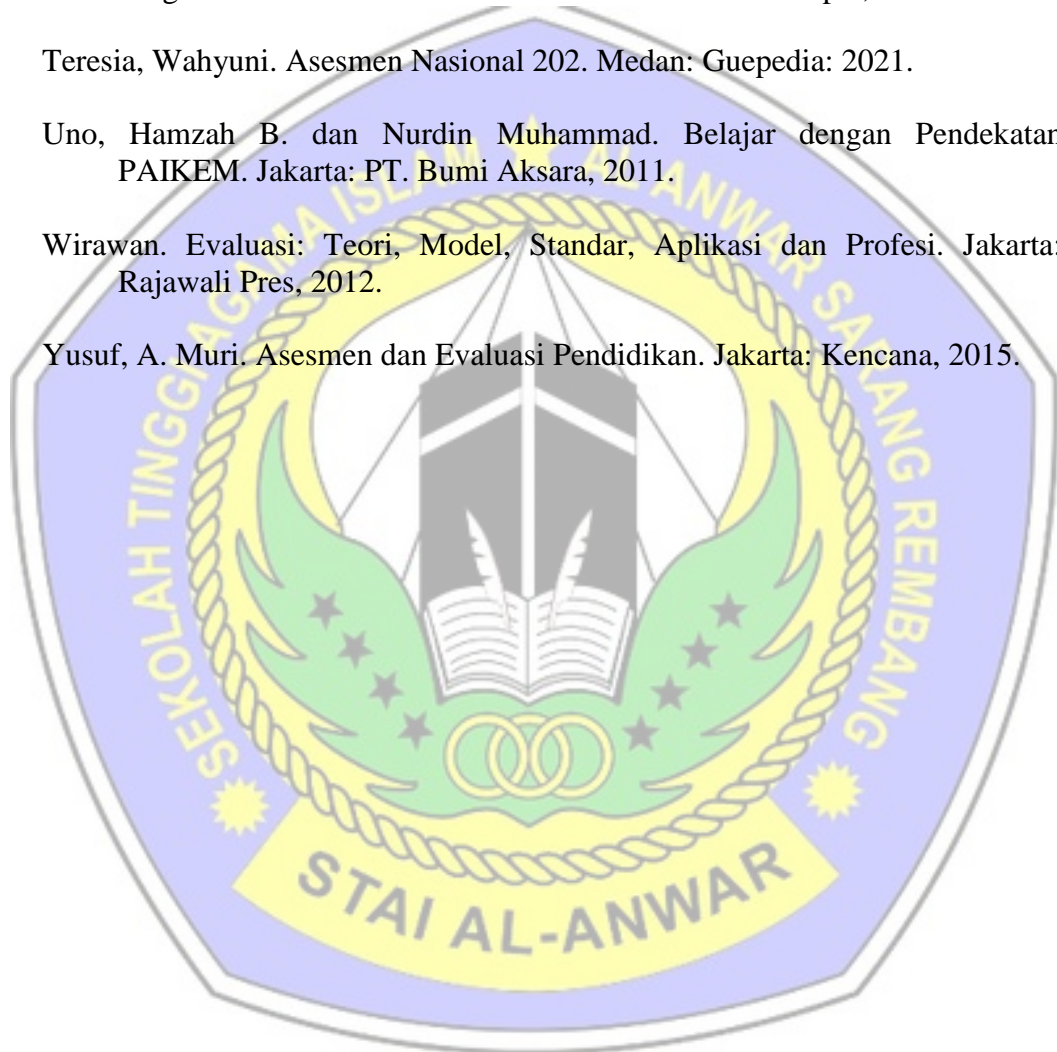 Teresia, Wahyuni. Asesmen Nasional 202. Medan: Guepedia: 2021.
Uno, Hamzah B. dan Nurdin Muhammad. Belajar dengan Pendekatan
PAIKEM. Jakarta: PT. Bumi Aksara, 2011.
Wirawan. Evaluasi: Teori, Model, Standar, Aplikasi dan Profesi. Jakarta:
Rajawali Pres, 2012.
Yusuf, A. Muri. Asesmen dan Evaluasi Pendidikan. Jakarta: Kencana, 2015.
SEKOLAH TINGGI AGAMA ISLAM AL ANWAR SARANG REMBANG
STAI AL-ANWAR